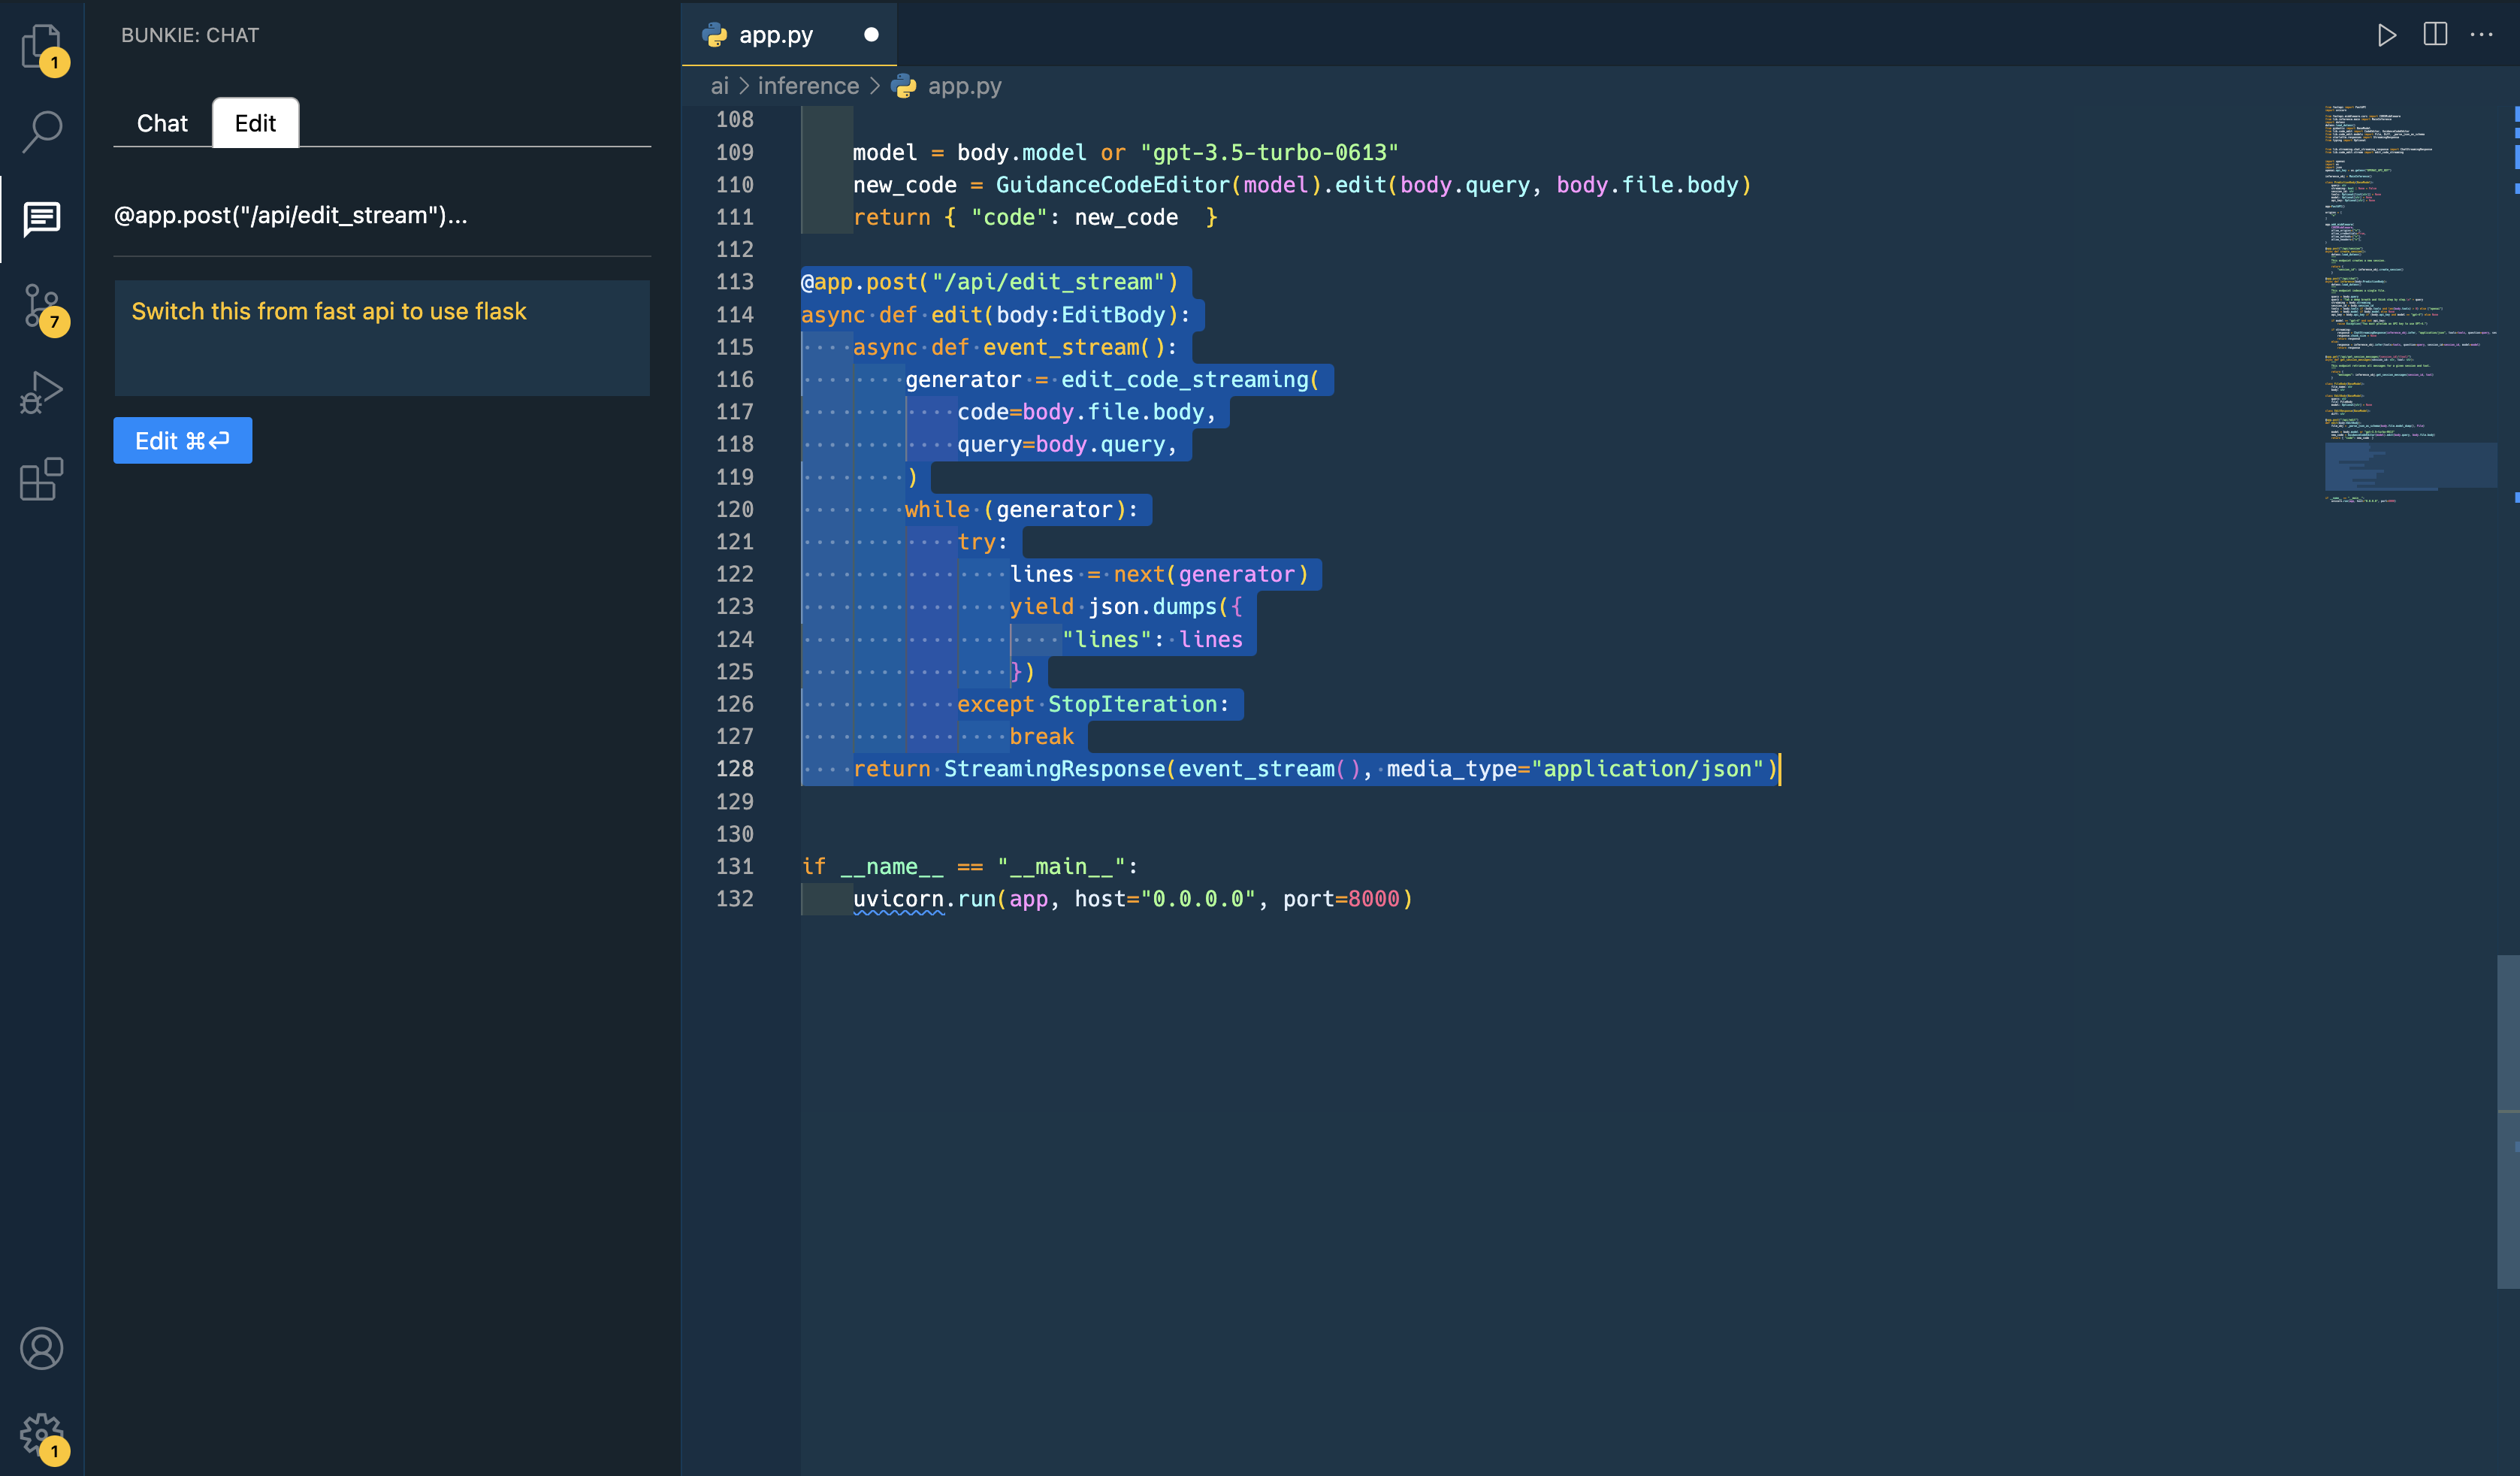 BUNKIE: CHAT
Chat
Edit
@app.post("/api/edit_stream")...
Switch this from fast api to use flask
Edit ⌘⏎
1
7
1
app.py
ai > inference > app.py
108
109 model = body.model or "gpt-3.5-turbo-0613"
110 new_code = GuidanceCodeEditor(model).edit(body.query, body.file.body)
111 return { "code": new_code  }
112
113 @app.post("/api/edit_stream")
114 async def edit(body:EditBody):
115 async def event_stream():
116 generator = edit_code_streaming(
117 code=body.file.body,
118 query=body.query,
119 )
120 while (generator):
121 try:
122 lines = next(generator)
123 yield json.dumps({
124 "lines": lines
125 })
126 except StopIteration:
127 break
128 return StreamingResponse(event_stream(), media_type="application/json")
129
130
131 if __name__ == "__main__":
132 uvicorn.run(app, host="0.0.0.0", port=8000)